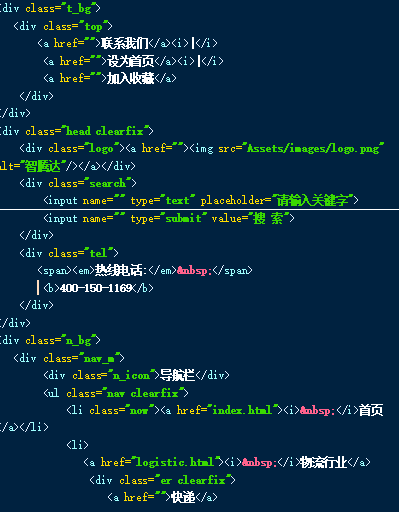 <div class="t_bg">
<div class="top">
<a href="">联系我们</a><i>|</i>
<a href="">设为首页</a><i>|</i>
<a href="">加入收藏</a>
</div>
</div>
<div class="head clearfix">
<div class="logo"><a href=""><img src="Assets/images/logo.png"
alt="智腾达"/></a></div>
<div class="search">
<input name="" type="text" placeholder="请输入关键字">
<input name="" type="submit" value="搜 索">
</div>
<div class="tel">
<span><em>热线电话:</em>&nbsp;</span>
<b>400-150-1169</b>
</div>
</div>
<div class="n_bg">
<div class="nav_m">
<div class="n_icon">导航栏</div>
<ul class="nav clearfix">
<li class="now"><a href="index.html"><i>&nbsp;</i>首页
</a></li>
<li>
<a href="logistic.html"><i>&nbsp;</i>物流行业</a>
<div class="er clearfix">
<a href="">快递</a>